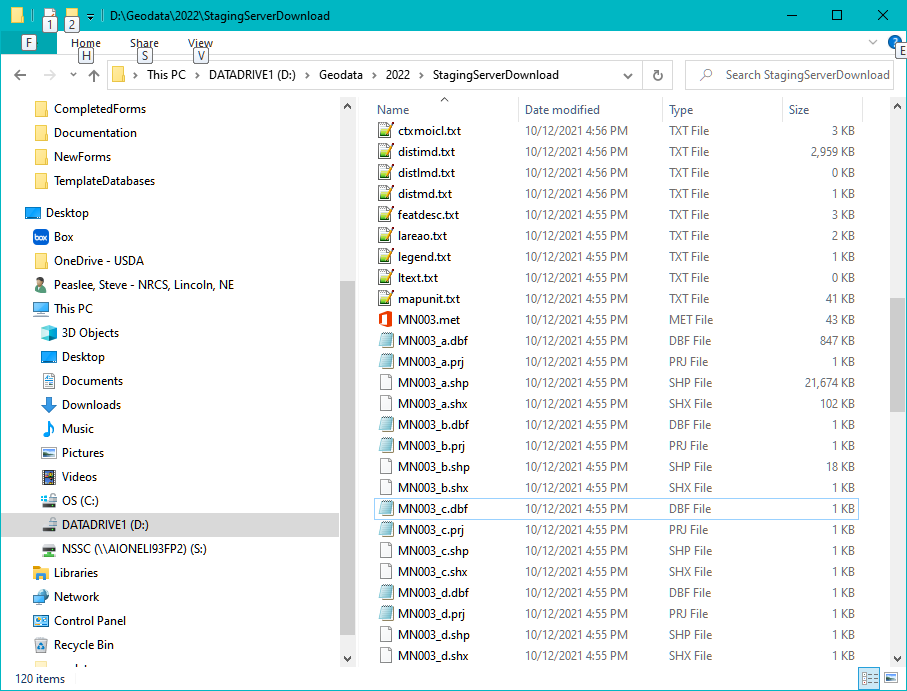 D:\Geodata\2022\StagingServerDownload
1 2
F
Home Share View
H S V E
This PC DATADRIVE1 (D:) Geodata 2022 StagingServerDownload Search StagingServerDownload
CompletedForms
Documentation
NewForms
TemplateDatabases
Desktop
box Box
OneDrive - USDA
Peaslee, Steve - NRCS, Lincoln, NE
This PC
3D Objects
Desktop
Documents
Downloads
Music
Pictures
Videos
OS (C:)
DATADRIVE1 (D:)
NSSC (\\AIONELI93FP2) (S:)
Libraries
Network
Control Panel
Recycle Bin
Name Date modified Type Size
ctxmoicl.txt 10/12/2021 4:56 PM TXT File 3 KB
distimd.txt 10/12/2021 4:56 PM TXT File 2,959 KB
distlmd.txt 10/12/2021 4:56 PM TXT File 0 KB
distmd.txt 10/12/2021 4:56 PM TXT File 1 KB
featdesc.txt 10/12/2021 4:55 PM TXT File 3 KB
lareao.txt 10/12/2021 4:55 PM TXT File 2 KB
legend.txt 10/12/2021 4:55 PM TXT File 1 KB
ltext.txt 10/12/2021 4:55 PM TXT File 0 KB
mapunit.txt 10/12/2021 4:55 PM TXT File 41 KB
MN003.met 10/12/2021 4:55 PM MET File 43 KB
MN003_a.dbf 10/12/2021 4:55 PM DBF File 847 KB
MN003_a.prj 10/12/2021 4:55 PM PRJ File 1 KB
MN003_a.shp 10/12/2021 4:55 PM SHP File 21,674 KB
MN003_a.shx 10/12/2021 4:55 PM SHX File 102 KB
MN003_b.dbf 10/12/2021 4:55 PM DBF File 1 KB
MN003_b.prj 10/12/2021 4:55 PM PRJ File 1 KB
MN003_b.shp 10/12/2021 4:55 PM SHP File 18 KB
MN003_b.shx 10/12/2021 4:55 PM SHX File 1 KB
MN003_c.dbf 10/12/2021 4:55 PM DBF File 1 KB
MN003_c.prj 10/12/2021 4:55 PM PRJ File 1 KB
MN003_c.shp 10/12/2021 4:55 PM SHP File 1 KB
MN003_c.shx 10/12/2021 4:55 PM SHX File 1 KB
MN003_d.dbf 10/12/2021 4:55 PM DBF File 1 KB
MN003_d.prj 10/12/2021 4:55 PM PRJ File 1 KB
MN003_d.shp 10/12/2021 4:55 PM SHP File 1 KB
MN003_d.shx 10/12/2021 4:55 PM SHX File 1 KB
120 items